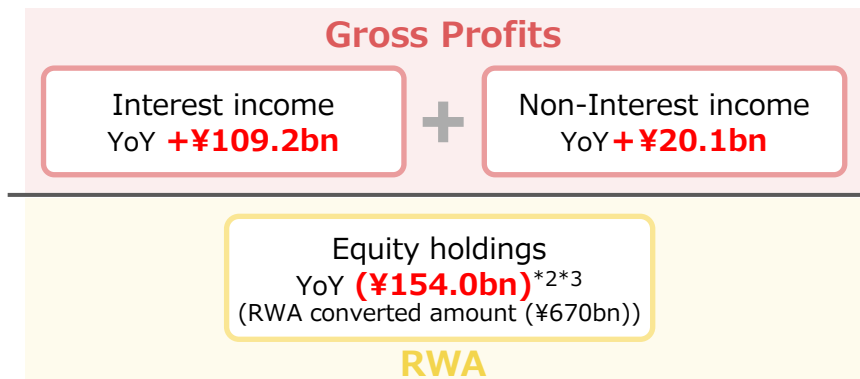 Gross Profits
Interest income
YoY +¥109.2bn
+
Non-Interest income
YoY+¥20.1bn
Equity holdings
YoY (¥154.0bn)*2*3
(RWA converted amount (¥670bn))
RWA